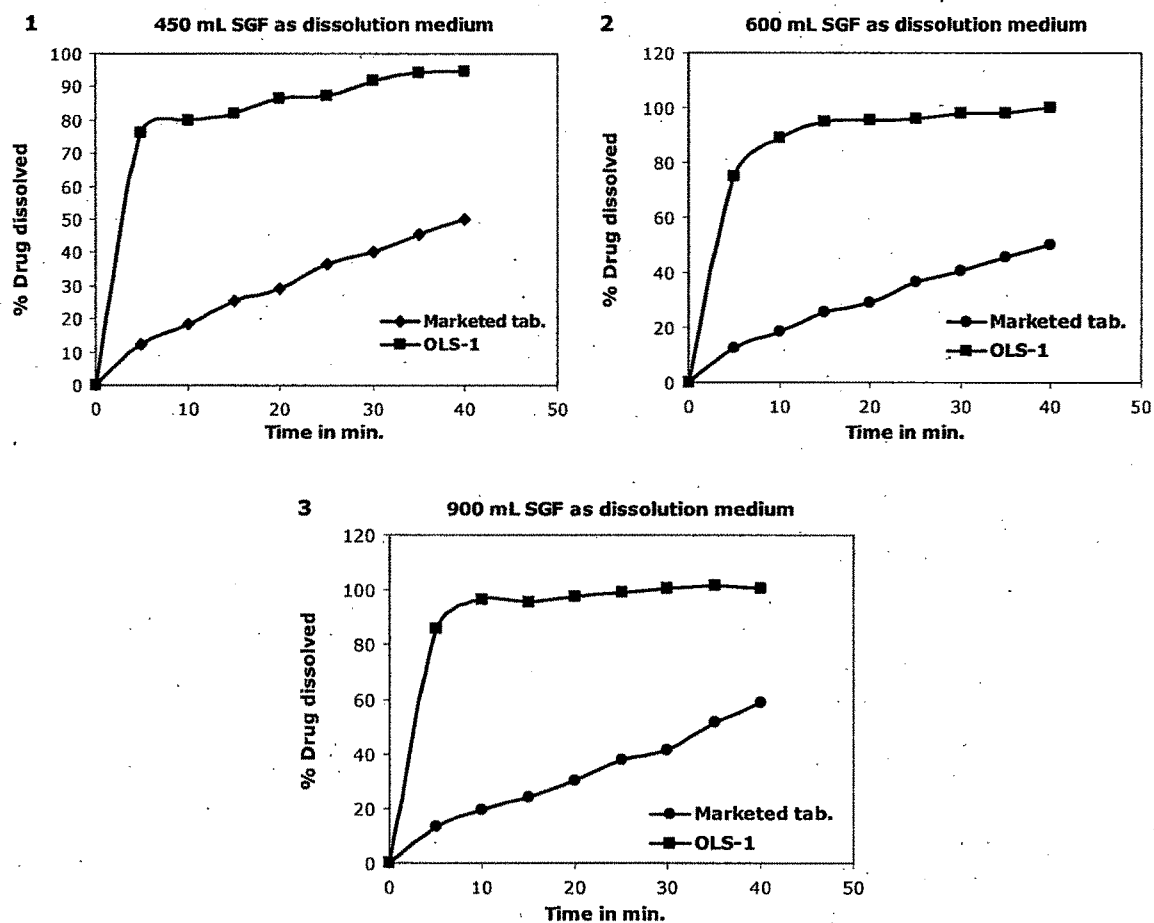 1 450 mL SGF as dissolution medium
% Drug dissolved
100
90
80
70
60
50
40
30
20
10
0
Marketed tab.
OLS-1
0 10 20 30 40 50
Time in min.
2 600 mL SGF as dissolution medium
% Drug dissolved
120
100
80
60
40
20
0
Marketed tab.
OLS-1
0 10 20 30 40 50
Time in min.
3 900 mL SGF as dissolution medium
% Drug dissolved
120
100
80
60
40
20
0
Marketed tab.
OLS-1
0 10 20 30 40 50
Time in min.